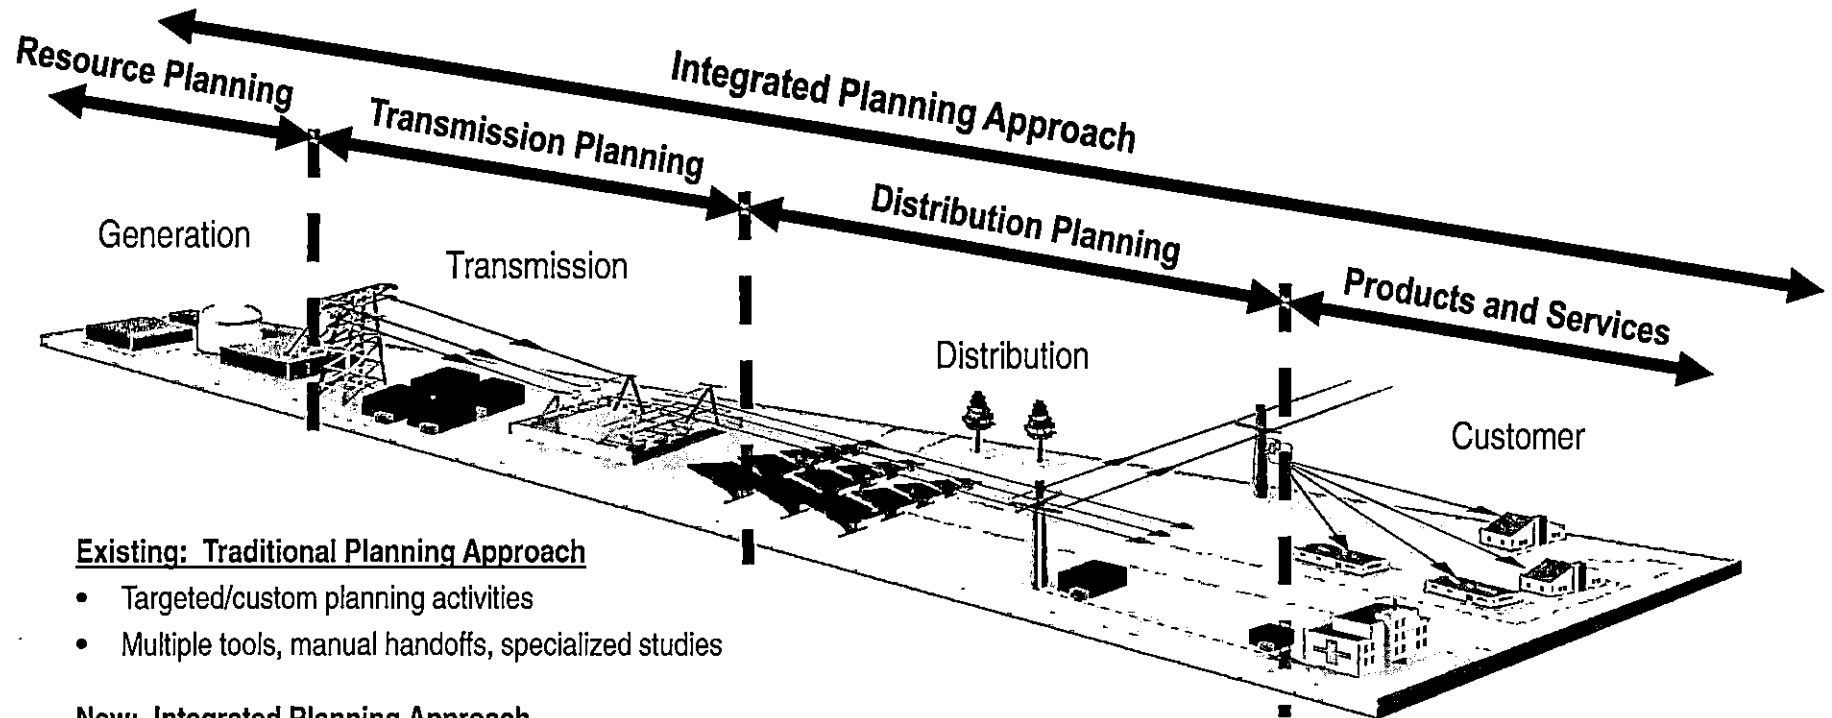 Integrated Planning Approach
Resource Planning
Transmission Planning
Distribution Planning
Products and Services
Generation
Transmission
Distribution
Customer
Existing:  Traditional Planning Approach
• Targeted/custom planning activities
• Multiple tools, manual handoffs, specialized studies
New:  Integrated Planning Approach